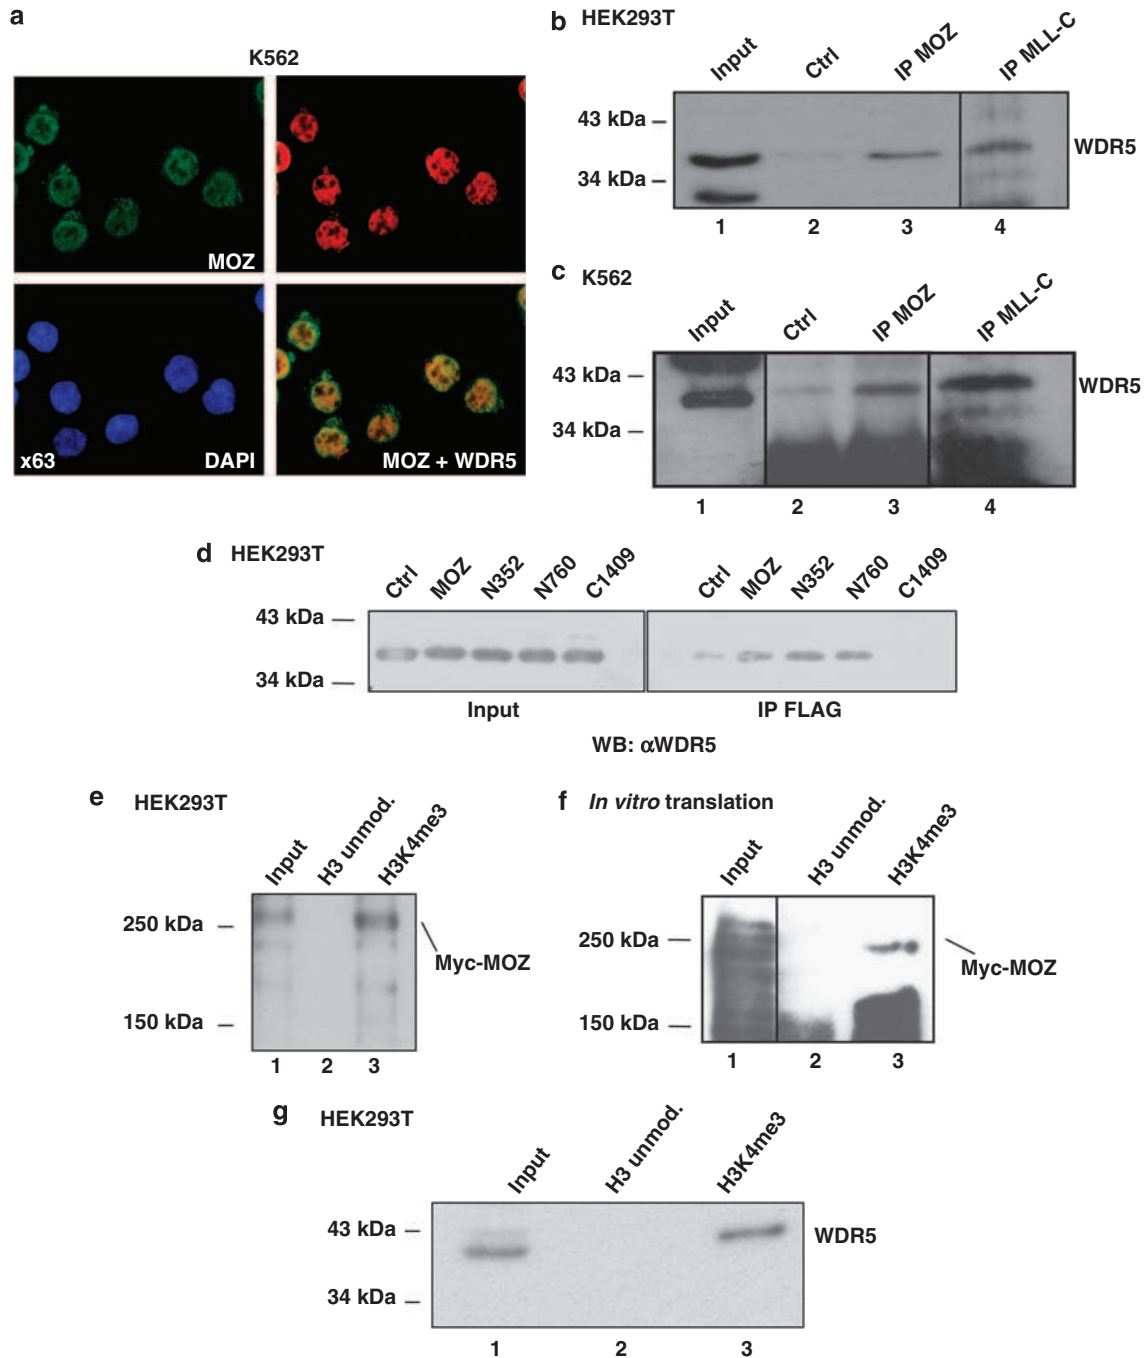 a
K562
MOZ
x63
DAPI
MOZ + WDR5
b HEK293T
Input
Ctrl
IP MOZ
IP MLL-C
43 kDa
34 kDa
WDR5
1 2 3 4
c K562
Input
Ctrl
IP MOZ
IP MLL-C
43 kDa
34 kDa
WDR5
1 2 3 4
d HEK293T
Ctrl
MOZ
N352
N760
C1409
Ctrl
MOZ
N352
N760
C1409
43 kDa
34 kDa
Input
IP FLAG
WB: αWDR5
e HEK293T
Input
H3 unmod.
H3K4me3
250 kDa
150 kDa
Myc-MOZ
1 2 3
f In vitro translation
Input
H3 unmod.
H3K4me3
250 kDa
150 kDa
Myc-MOZ
1 2 3
g HEK293T
Input
H3 unmod.
H3K4me3
43 kDa
34 kDa
WDR5
1 2 3